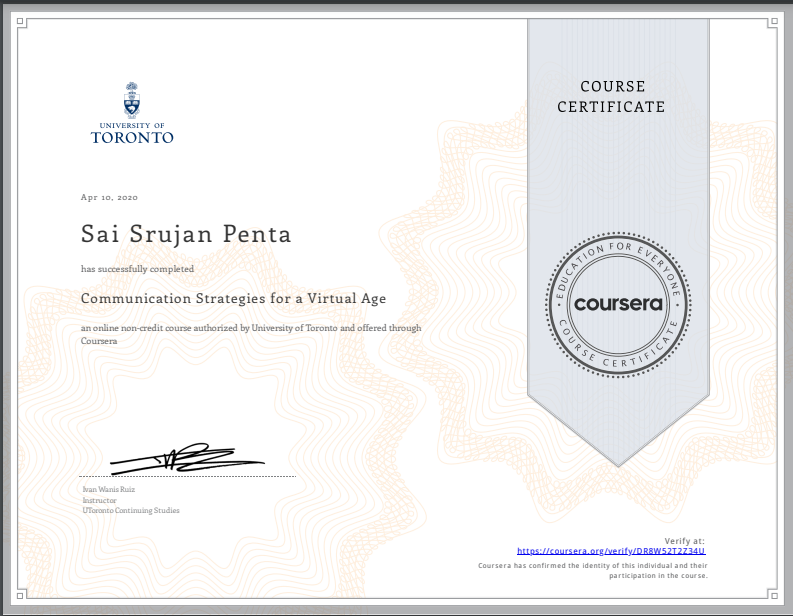 UNIVERSITY OF
TORONTO
COURSE
CERTIFICATE
Apr 10, 2020
Sai Srujan Penta
has successfully completed
Communication Strategies for a Virtual Age
an online non-credit course authorized by University of Toronto and offered through
Coursera
EDUCATION FOR EVERYONE
coursera
COURSE CERTIFICATE
Ivan Wanis Ruiz
Instructor
UToronto Continuing Studies
Verify at:
https://coursera.org/verify/DR8W52T2Z34U
Coursera has confirmed the identity of this individual and their
participation in the course.